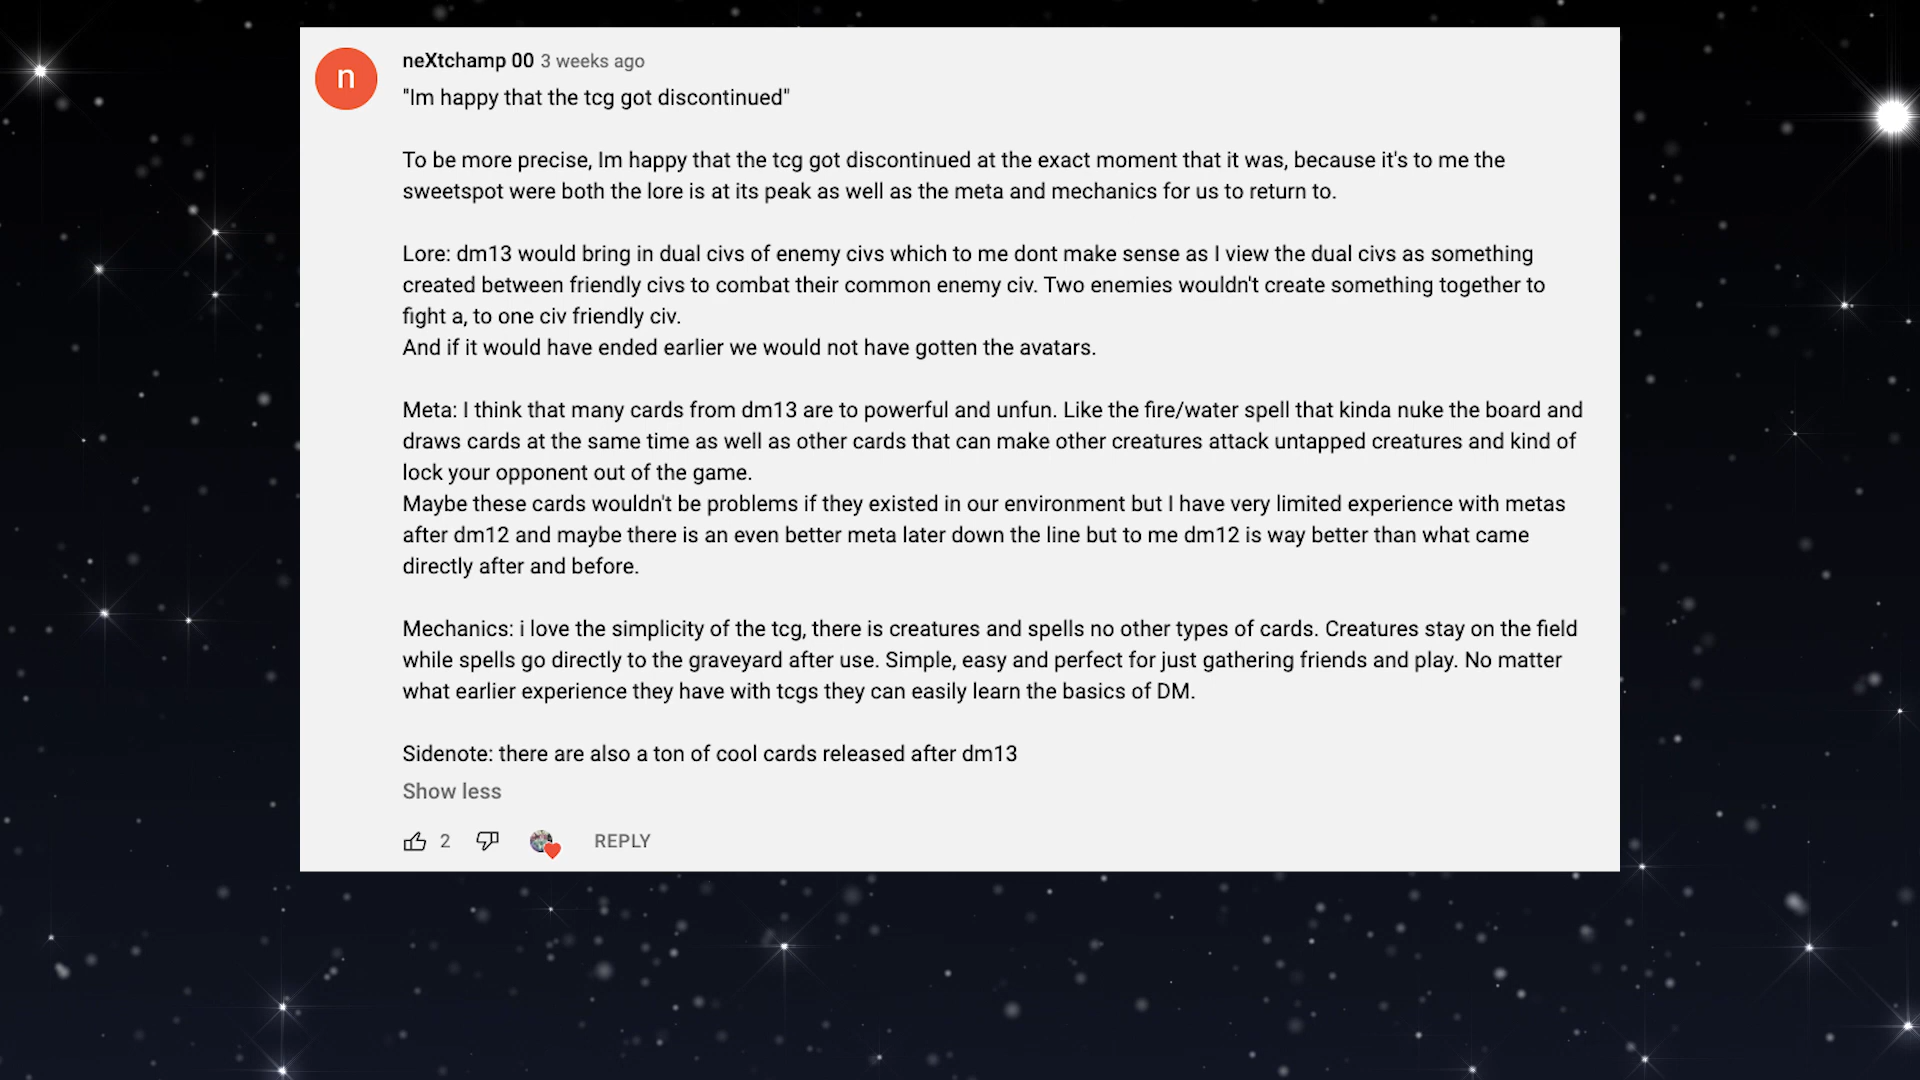 n
neXtchamp 00 3 weeks ago
"Im happy that the tcg got discontinued"
To be more precise, Im happy that the tcg got discontinued at the exact moment that it was, because it's to me the
sweetspot were both the lore is at its peak as well as the meta and mechanics for us to return to.
Lore: dm13 would bring in dual civs of enemy civs which to me dont make sense as I view the dual civs as something
created between friendly civs to combat their common enemy civ. Two enemies wouldn't create something together to
fight a, to one civ friendly civ.
And if it would have ended earlier we would not have gotten the avatars.
Meta: I think that many cards from dm13 are to powerful and unfun. Like the fire/water spell that kinda nuke the board and
draws cards at the same time as well as other cards that can make other creatures attack untapped creatures and kind of
lock your opponent out of the game.
Maybe these cards wouldn't be problems if they existed in our environment but I have very limited experience with metas
after dm12 and maybe there is an even better meta later down the line but to me dm12 is way better than what came
directly after and before.
Mechanics: i love the simplicity of the tcg, there is creatures and spells no other types of cards. Creatures stay on the field
while spells go directly to the graveyard after use. Simple, easy and perfect for just gathering friends and play. No matter
what earlier experience they have with tcgs they can easily learn the basics of DM.
Sidenote: there are also a ton of cool cards released after dm13
Show less
2 REPLY